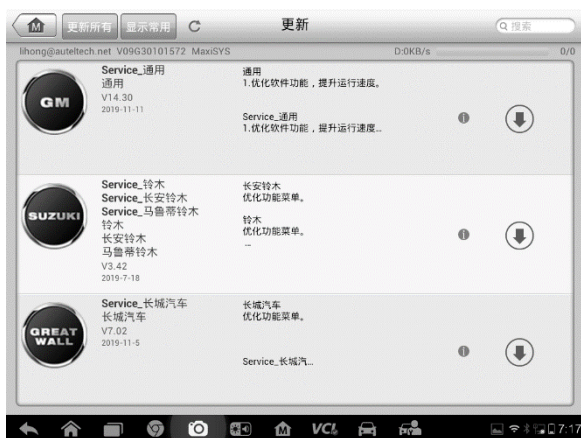 更新所有 显示常用 更新 搜索
lihong@auteltech.net V09G30101572 MaxiSYS D:0KB/s 0/0
GM
Service_通用
通用
V14.30
2019-11-11
通用
1.优化软件功能，提升运行速度。
Service_通用
1.优化软件功能，提升运行速度...
SUZUKI
Service_铃木
Service_长安铃木
Service_马鲁蒂铃木
铃木
长安铃木
马鲁蒂铃木
V3.42
2019-7-18
长安铃木
优化功能菜单。
铃木
优化功能菜单。
...
GREAT
WALL
Service_长城汽车
长城汽车
V7.02
2019-11-5
长城汽车
优化功能菜单。
Service_长城汽...
VCI
7:17